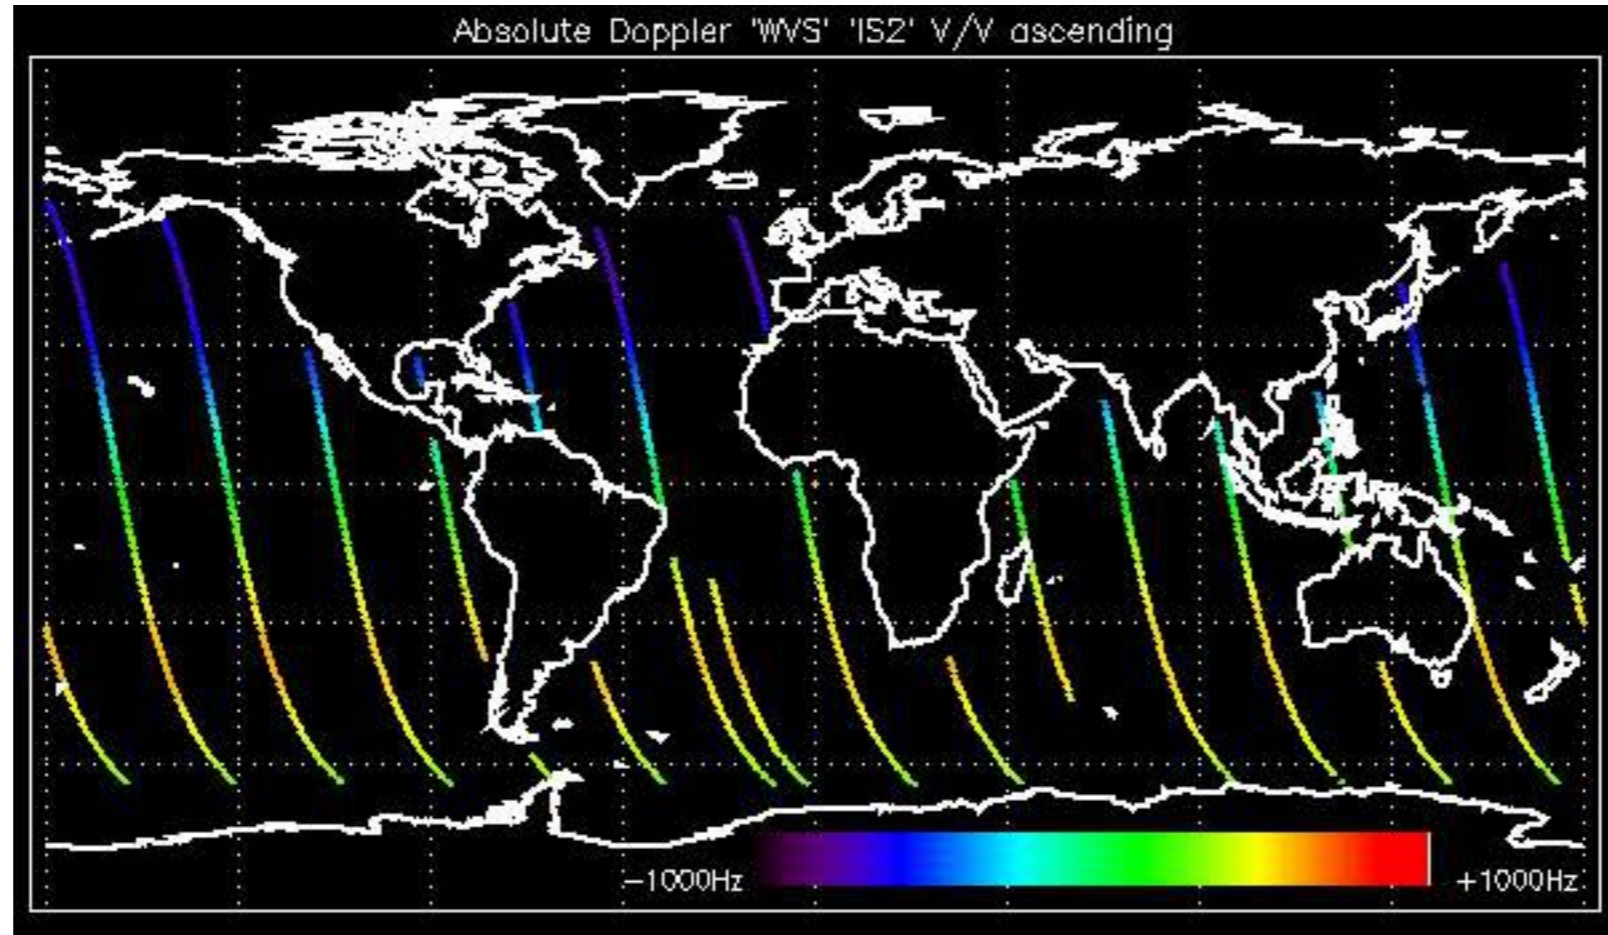 Absolute Doppler 'WVS' 'IS2' V/V ascending
−1000Hz
+1000Hz